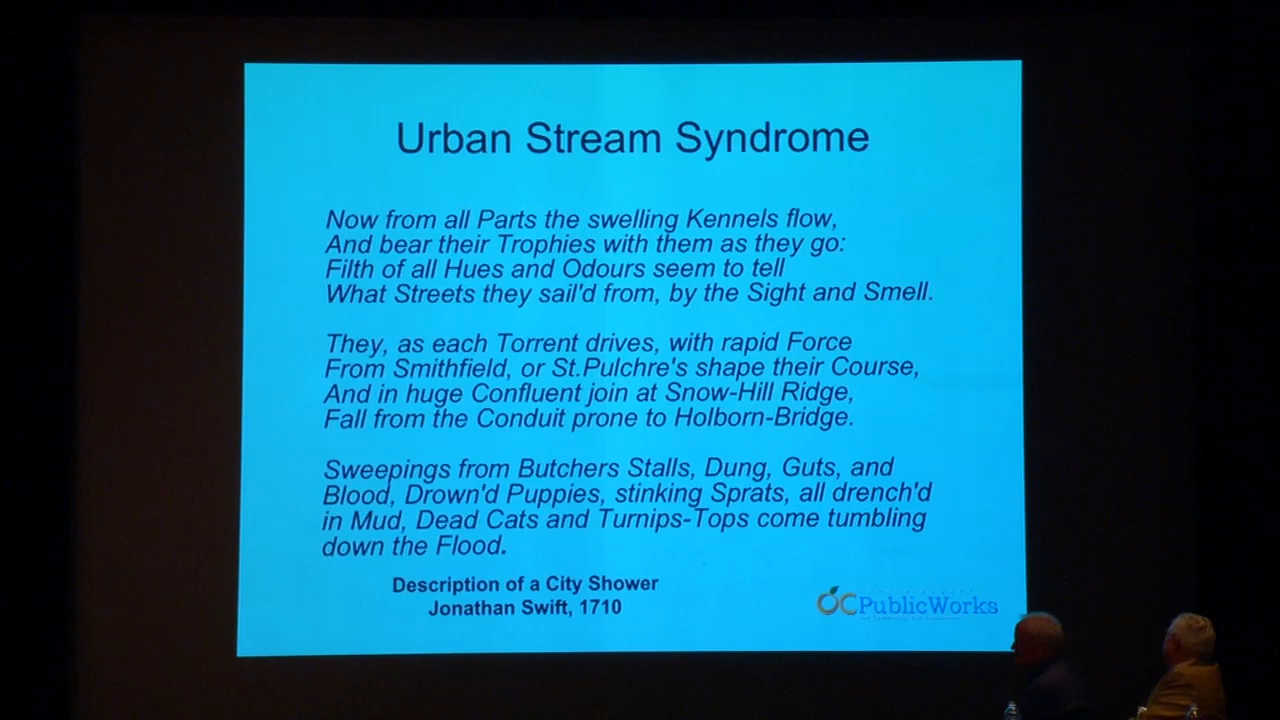 Urban Stream Syndrome
Now from all Parts the swelling Kennels flow,
And bear their Trophies with them as they go:
Filth of all Hues and Odours seem to tell
What Streets they sail'd from, by the Sight and Smell.
They, as each Torrent drives, with rapid Force
From Smithfield, or St.Pulchre's shape their Course,
And in huge Confluent join at Snow-Hill Ridge,
Fall from the Conduit prone to Holborn-Bridge.
Sweepings from Butchers Stalls, Dung, Guts, and
Blood, Drown'd Puppies, stinking Sprats, all drench'd
in Mud, Dead Cats and Turnips-Tops come tumbling
down the Flood.
Description of a City Shower
Jonathan Swift, 1710
OCPublicWorks